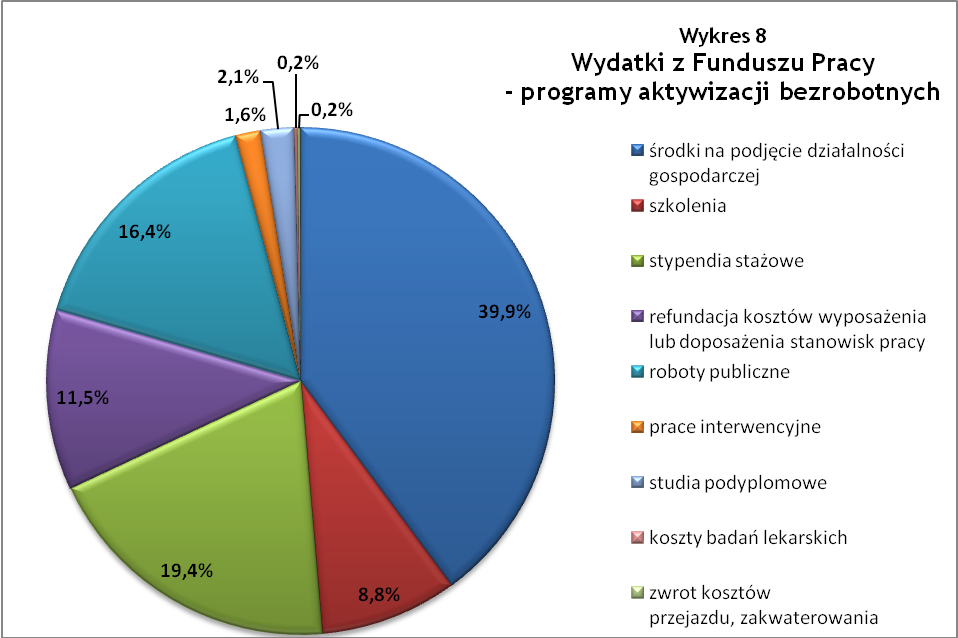 Wykres 8
Wydatki z Funduszu Pracy
- programy aktywizacji bezrobotnych
0,2%
2,1%
0,2%
1,6%
16,4%
39,9%
11,5%
19,4%
8,8%
środki na podjęcie działalności
gospodarczej
szkolenia
stypendia stażowe
refundacja kosztów wyposażenia
lub doposażenia stanowisk pracy
roboty publiczne
prace interwencyjne
studia podyplomowe
koszty badań lekarskich
zwrot kosztów
przejazdu, zakwaterowania